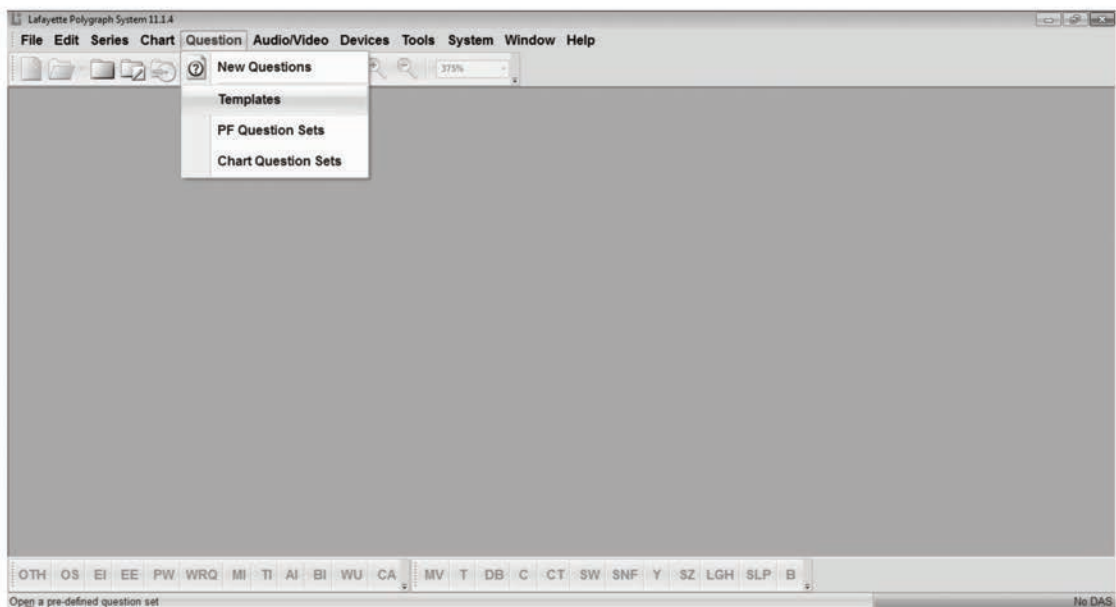 Lafayette Polygraph System 11.1.4
File Edit Series Chart Question Audio/Video Devices Tools System Window Help
New Questions
375%
Templates
PF Question Sets
Chart Question Sets
OTH OS EI EE PW WRQ MI TI AI BI WU CA MV T DB C CT SW SNF Y SZ LGH SLP B
Open a pre-defined question set No DAS